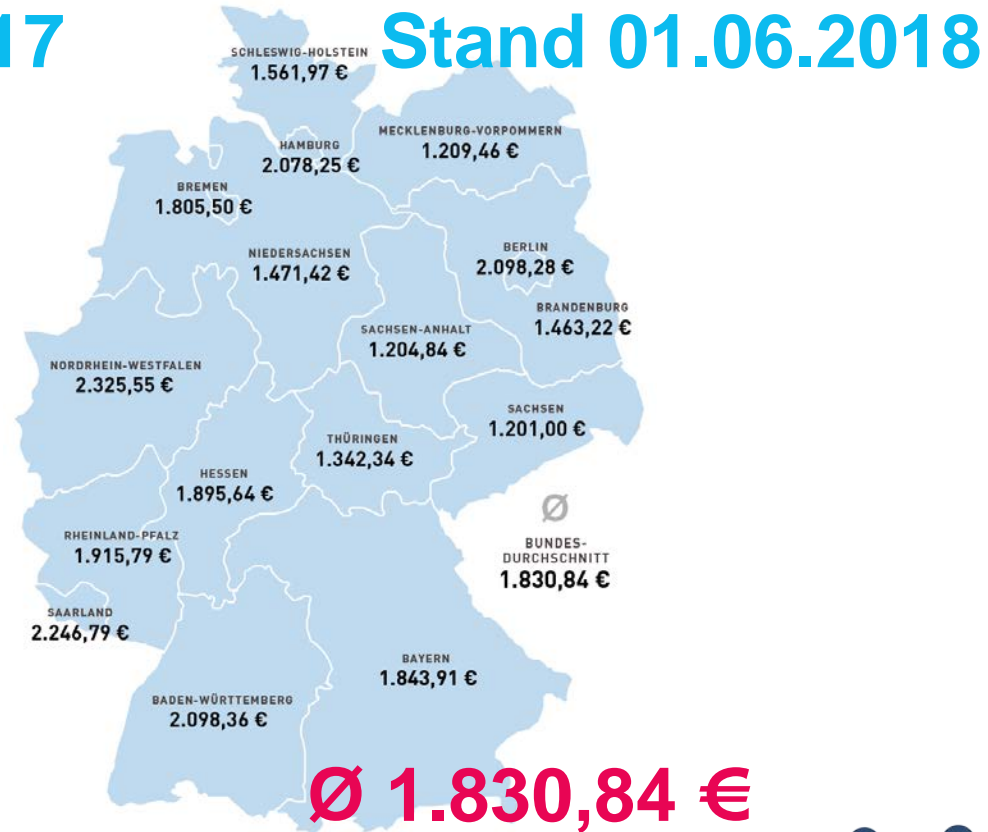 17
Stand 01.06.2018
SCHLESWIG-HOLSTEIN
1.561,97 €
MECKLENBURG-VORPOMMERN
1.209,46 €
HAMBURG
2.078,25 €
BREMEN
1.805,50 €
NIEDERSACHSEN
1.471,42 €
BERLIN
2.098,28 €
BRANDENBURG
1.463,22 €
SACHSEN-ANHALT
1.204,84 €
NORDRHEIN-WESTFALEN
2.325,55 €
SACHSEN
1.201,00 €
THÜRINGEN
1.342,34 €
HESSEN
1.895,64 €
Ø
BUNDES-
DURCHSCHNITT
1.830,84 €
RHEINLAND-PFALZ
1.915,79 €
SAARLAND
2.246,79 €
BAYERN
1.843,91 €
BADEN-WÜRTTEMBERG
2.098,36 €
Ø 1.830,84 €